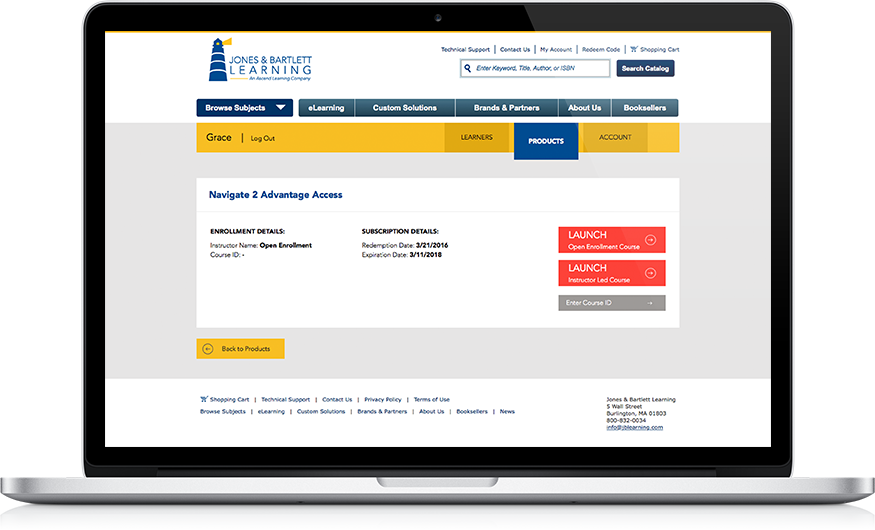 JONES & BARTLETT
LEARNING
An Ascend Learning Company
Technical Support | Contact Us | My Account | Redeem Code | Shopping Cart
Enter Keyword, Title, Author, or ISBN
Search Catalog
Browse Subjects
eLearning
Custom Solutions
Brands & Partners
About Us
Booksellers
Grace | Log Out
LEARNERS
PRODUCTS
ACCOUNT
Navigate 2 Advantage Access
ENROLLMENT DETAILS:
Instructor Name: Open Enrollment
Course ID: -
SUBSCRIPTION DETAILS:
Redemption Date: 3/21/2016
Expiration Date: 3/11/2018
LAUNCH
Open Enrollment Course
LAUNCH
Instructor Led Course
Enter Course ID
Back to Products
Shopping Cart | Technical Support | Contact Us | Privacy Policy | Terms of Use
Browse Subjects | eLearning | Custom Solutions | Brands & Partners | About Us | Booksellers | News
Jones & Bartlett Learning
5 Wall Street
Burlington, MA 01803
800-832-0034
info@jblearning.com